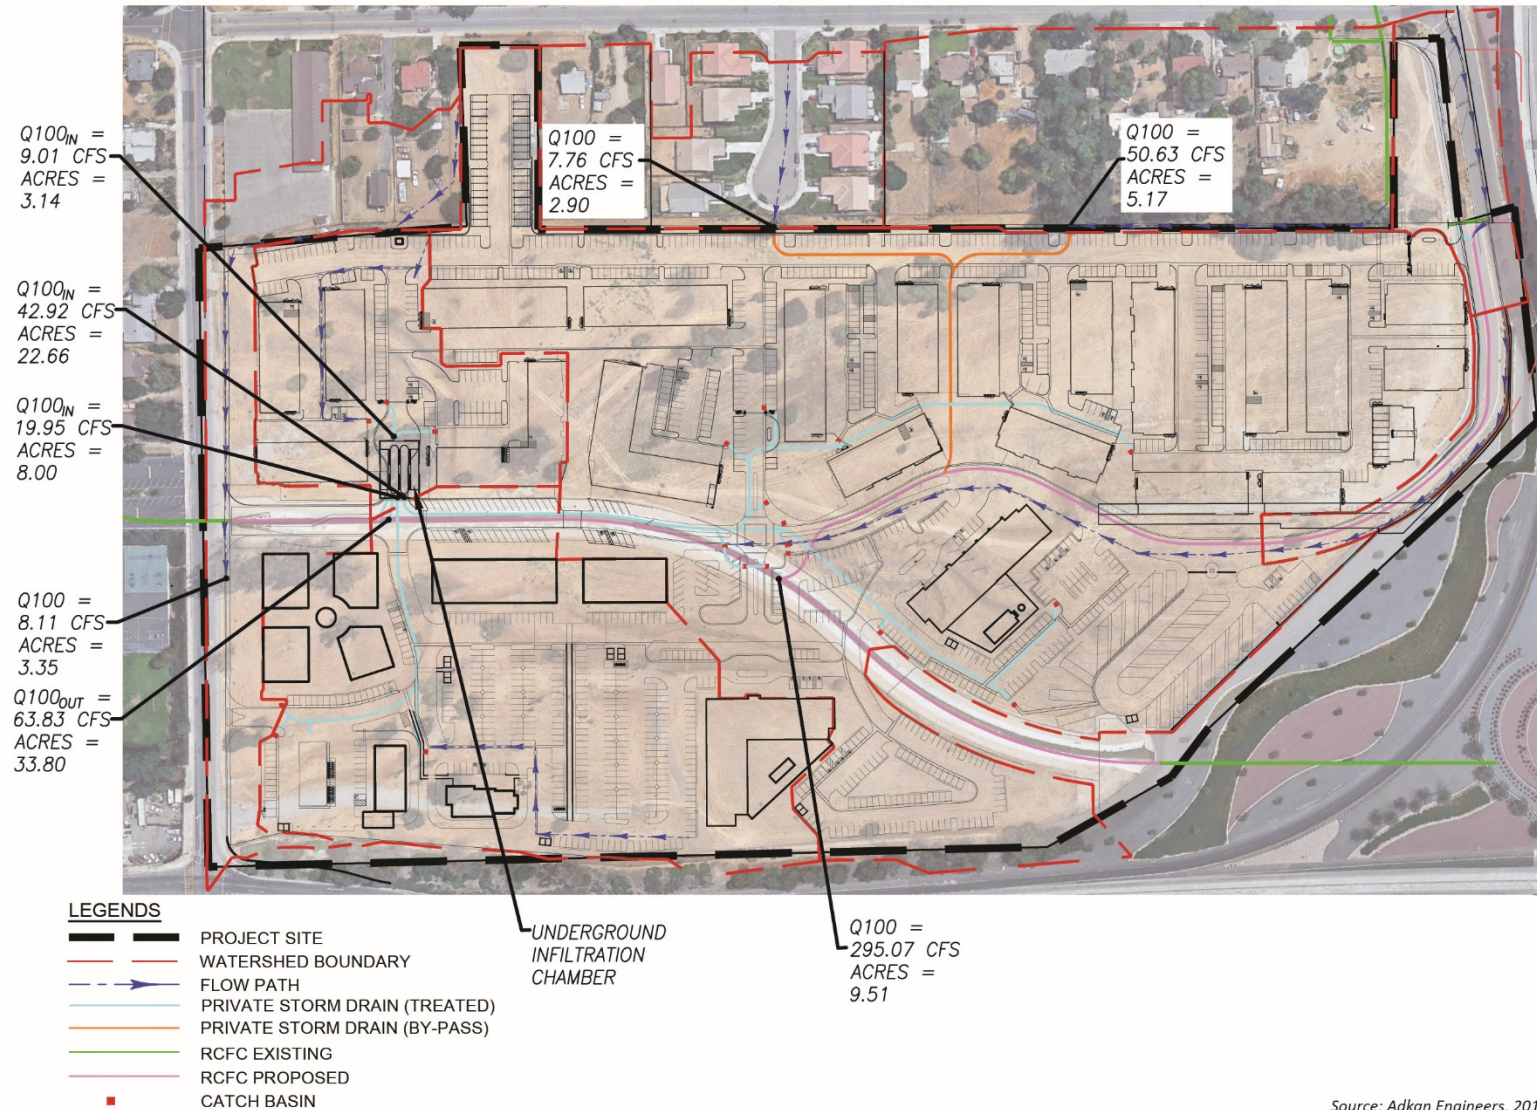 Q100IN =
9.01 CFS
ACRES =
3.14
Q100 =
7.76 CFS
ACRES =
2.90
Q100 =
50.63 CFS
ACRES =
5.17
Q100IN =
42.92 CFS
ACRES =
22.66
Q100IN =
19.95 CFS
ACRES =
8.00
Q100 =
8.11 CFS
ACRES =
3.35
Q100OUT =
63.83 CFS
ACRES =
33.80
UNDERGROUND
INFILTRATION
CHAMBER
Q100 =
295.07 CFS
ACRES =
9.51
LEGENDS
PROJECT SITE
WATERSHED BOUNDARY
FLOW PATH
PRIVATE STORM DRAIN (TREATED)
PRIVATE STORM DRAIN (BY-PASS)
RCFC EXISTING
RCFC PROPOSED
CATCH BASIN
Source: Adkan Engineers, 201